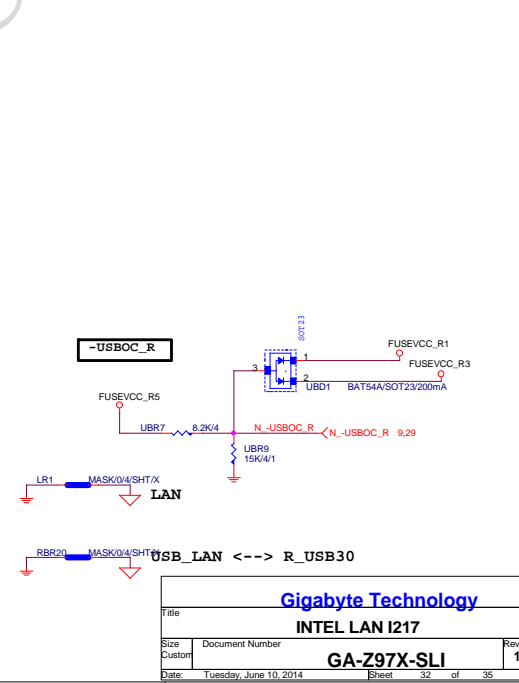 SOT23
-USBOC_R
FUSEVCC_R1
1
3
FUSEVCC_R3
2
UBD1 BAT54A/SOT23/200mA
FUSEVCC_R5
UBR7 8.2K/4 N_-USBOC_R N_-USBOC_R 9,29
UBR9
15K/4/1
LR1 MASK/0/4/SHT/X
LAN
RBR20 MASK/0/4/SHT/X
USB_LAN <--> R_USB30
Gigabyte Technology
Title
INTEL LAN I217
Size Document Number Rev
Custom
GA-Z97X-SLI 1
Date: Tuesday, June 10, 2014 Sheet 32 of 35